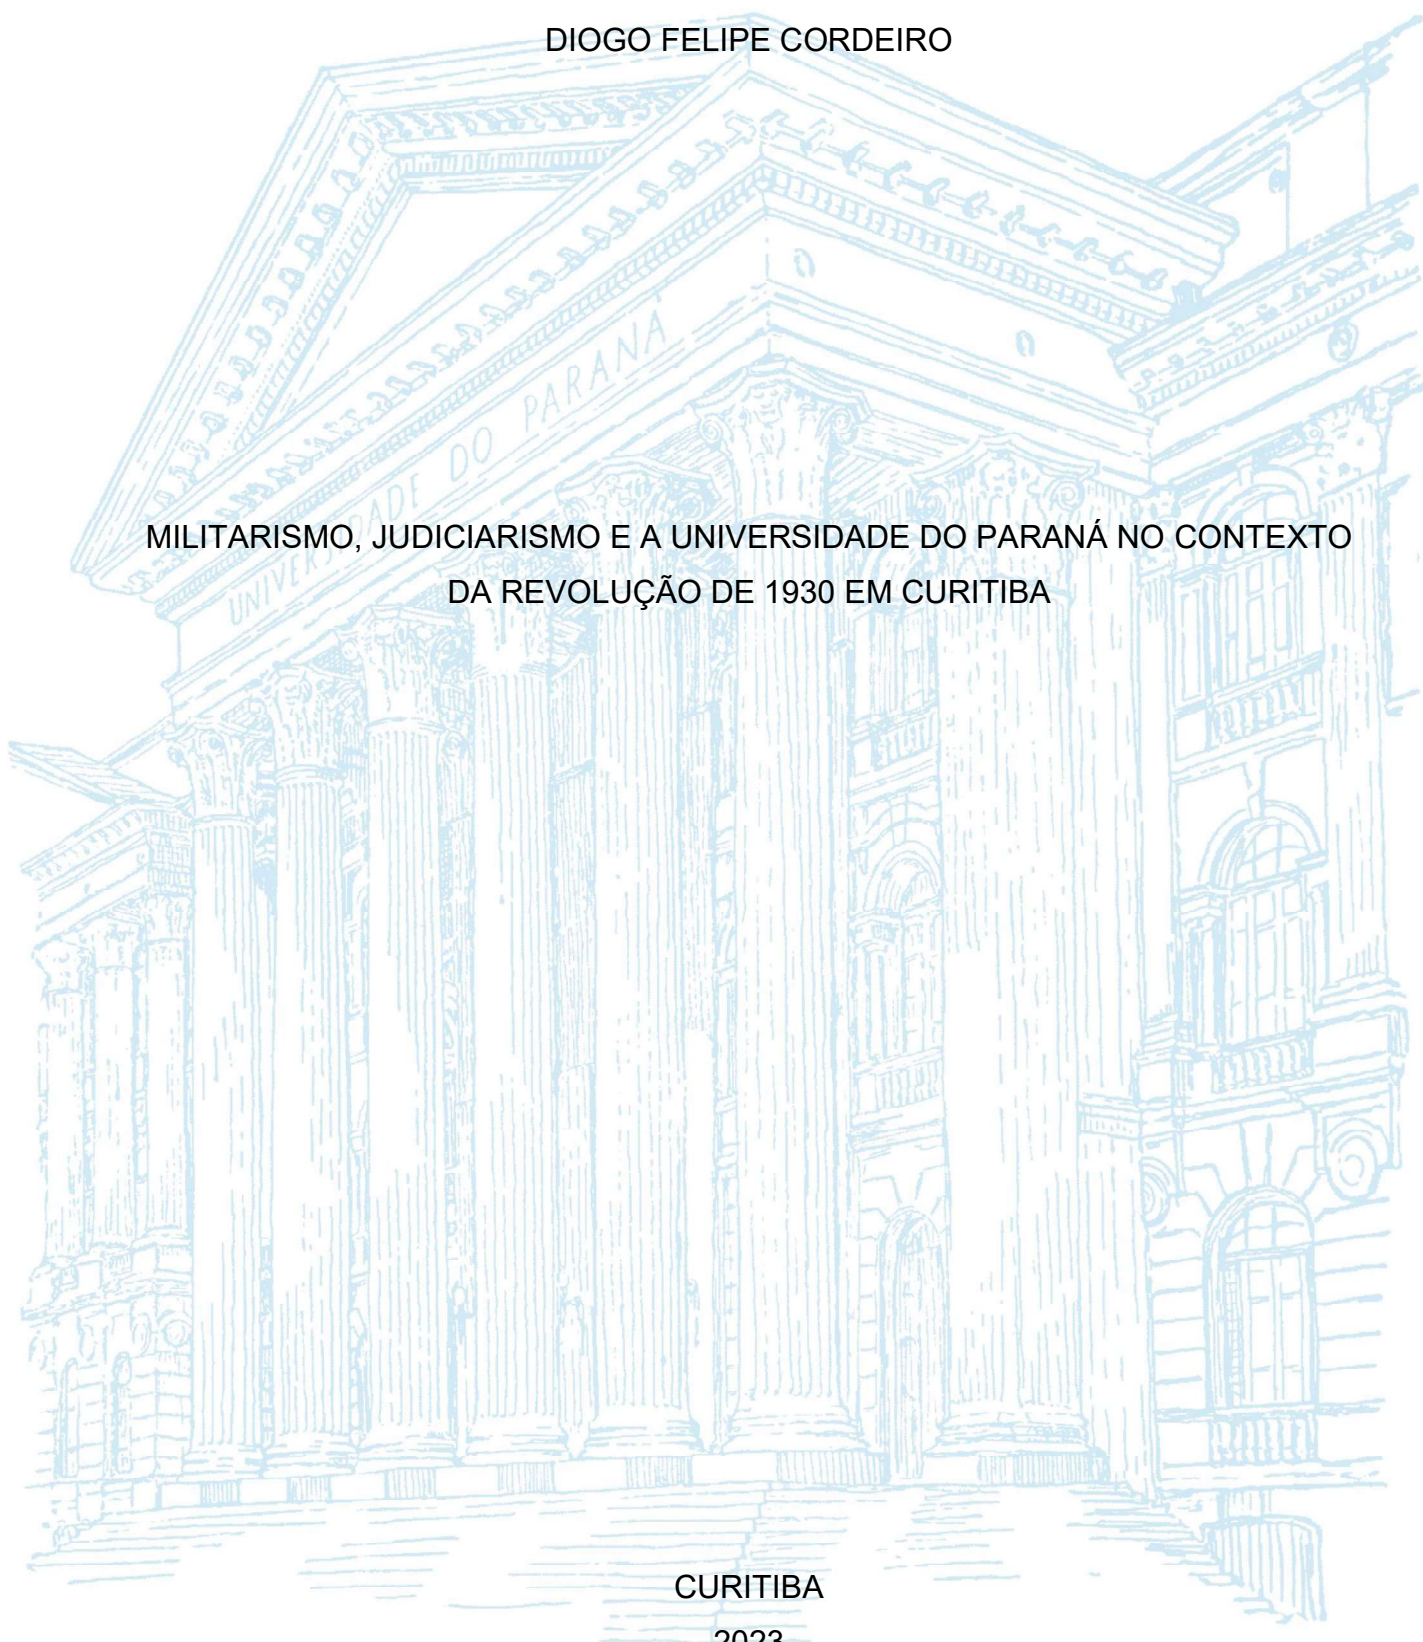 DIOGO FELIPE CORDEIRO
UNIVERSIDADE DO PARANÁ
MILITARISMO, JUDICIARISMO E A UNIVERSIDADE DO PARANÁ NO CONTEXTO
DA REVOLUÇÃO DE 1930 EM CURITIBA
CURITIBA
2023